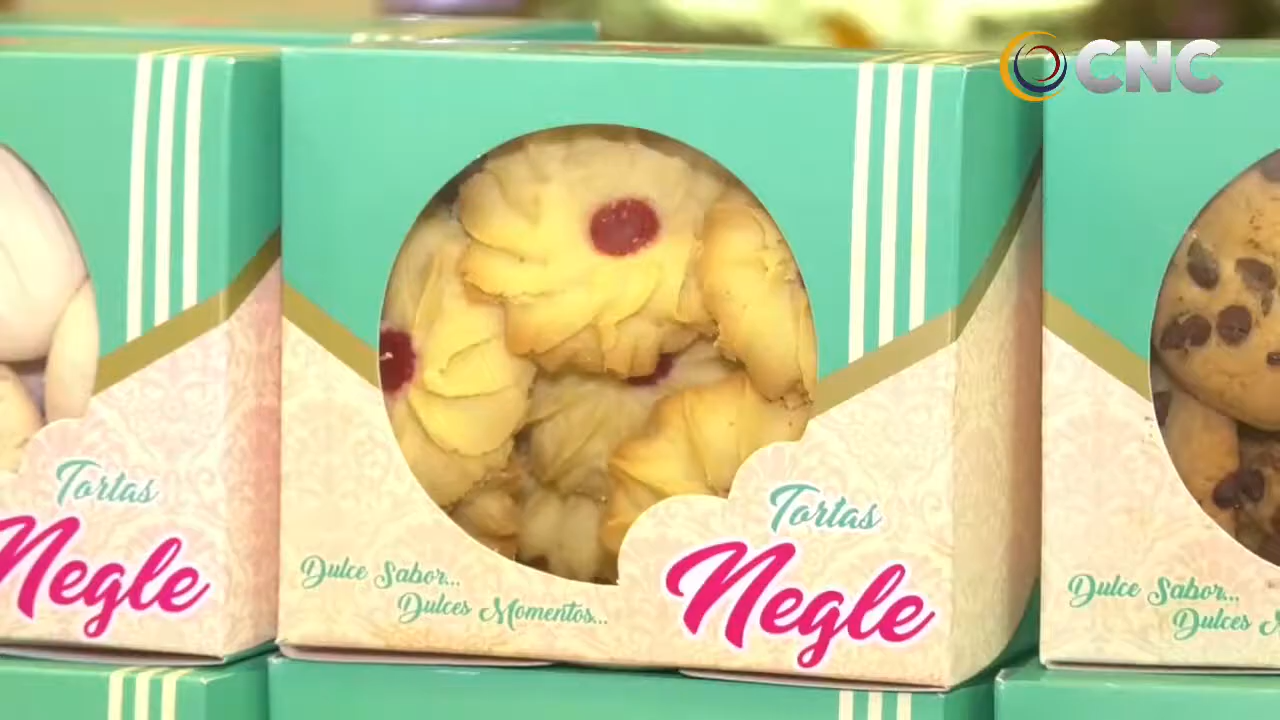 CNC
Tortas
Negle
Tortas
Negle
Dulce Sabor...
Dulces Momentos...
Dulce Sabor...
Dulces